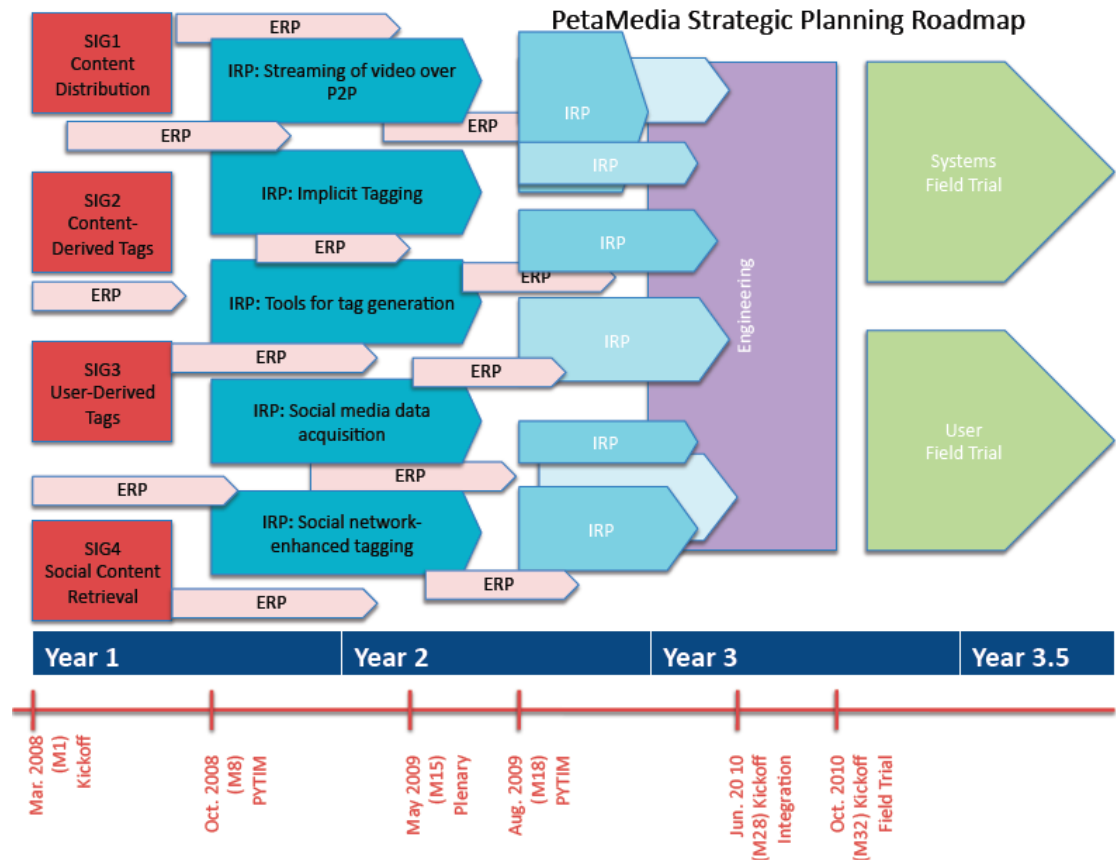 PetaMedia Strategic Planning Roadmap
SIG1
Content
Distribution
ERP
IRP: Streaming of video over
P2P
ERP
ERP
IRP
IRP
SIG2
Content-
Derived Tags
IRP: Implicit Tagging
ERP
IRP
ERP
ERP
IRP: Tools for tag generation
IRP
SIG3
User-Derived
Tags
ERP
ERP
IRP: Social media data
acquisition
IRP
ERP
ERP
IRP: Social network-
enhanced tagging
IRP
SIG4
Social Content
Retrieval
ERP
ERP
Engineering
Systems
Field Trial
User
Field Trial
Year 1
Year 2
Year 3
Year 3.5
Mar. 2008
(M1)
Kickoff
Oct. 2008
(M8)
PYTIM
May 2009
(M15)
Plenary
Aug. 2009
(M18)
PYTIM
Jun. 20 10
(M28) Kickoff
Integration
Oct. 2010
(M32) Kickoff
Field Trial